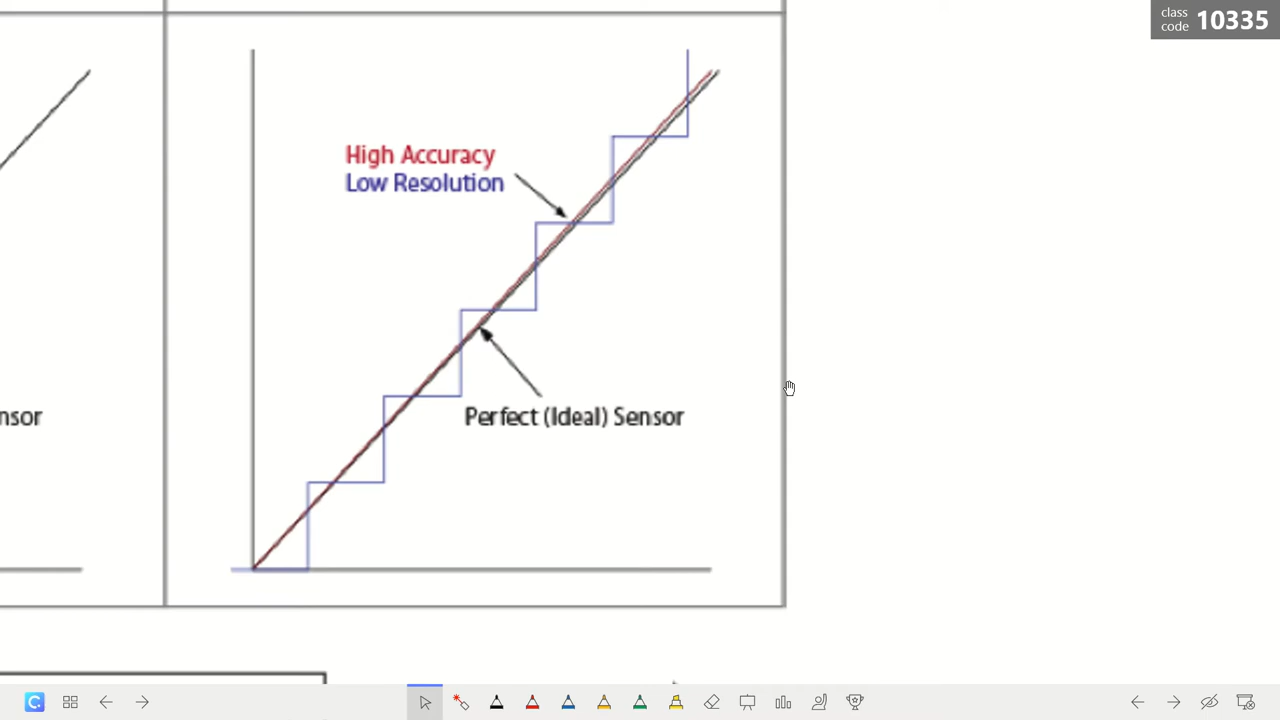 class
code 10335
High Accuracy
Low Resolution
Perfect (Ideal) Sensor
nsor